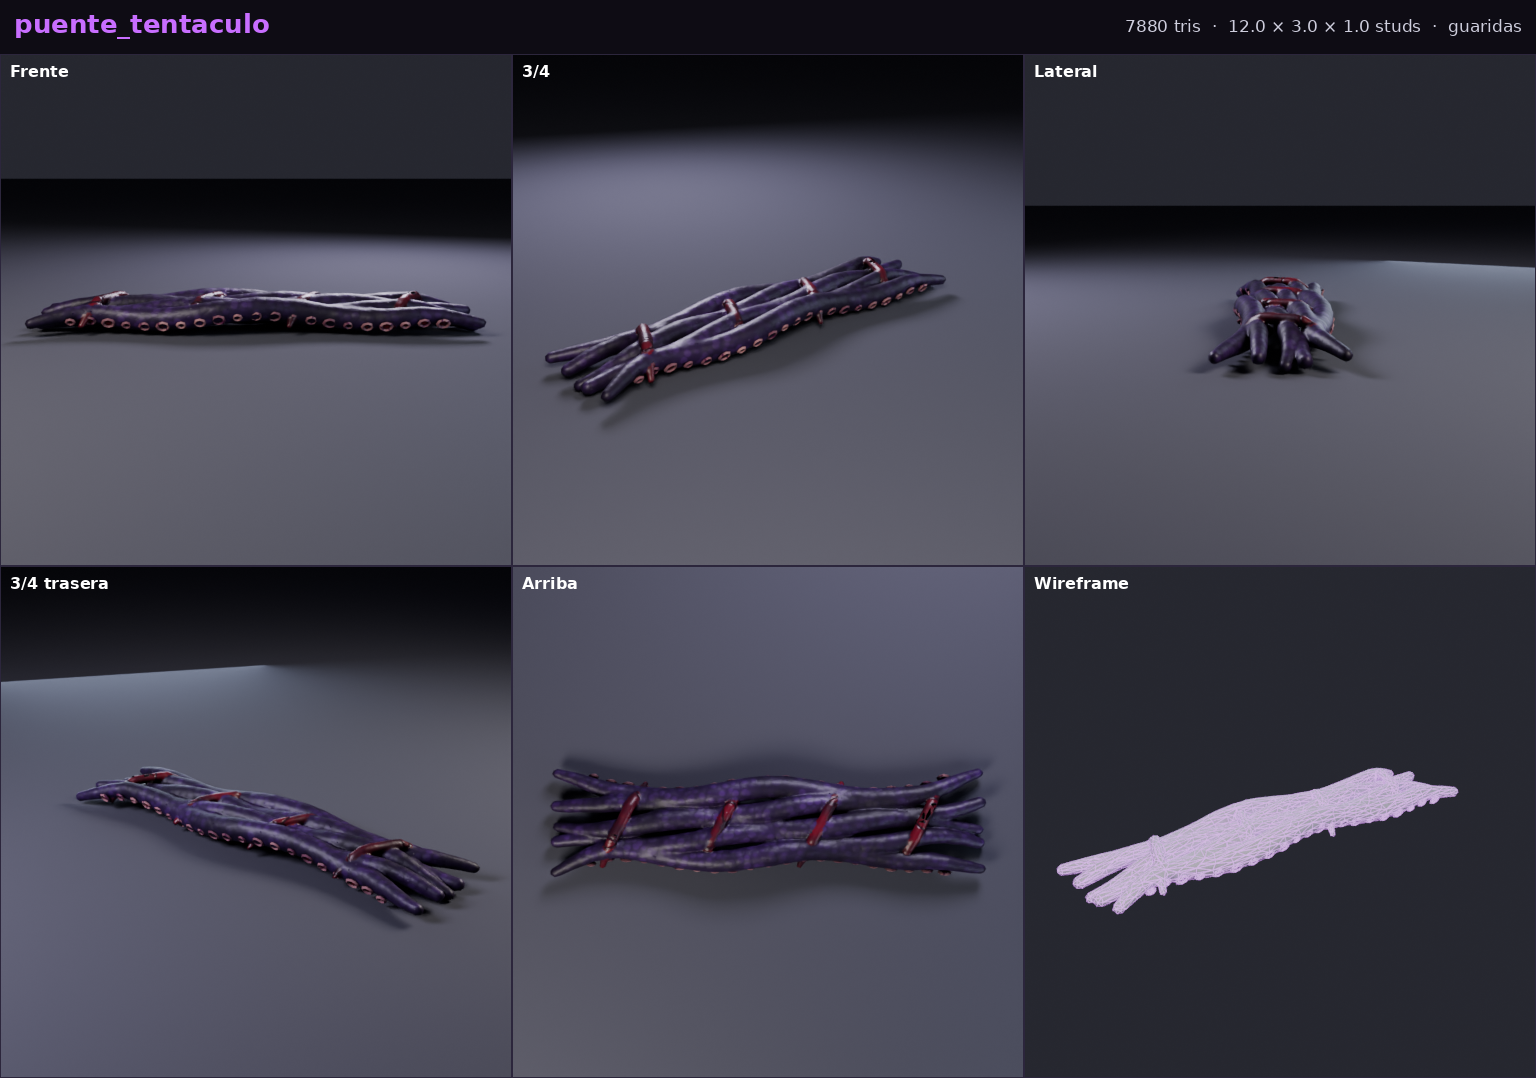 puente_tentaculo
7880 tris · 12.0 × 3.0 × 1.0 studs · guaridas
Frente
3/4
Lateral
3/4 trasera
Arriba
Wireframe